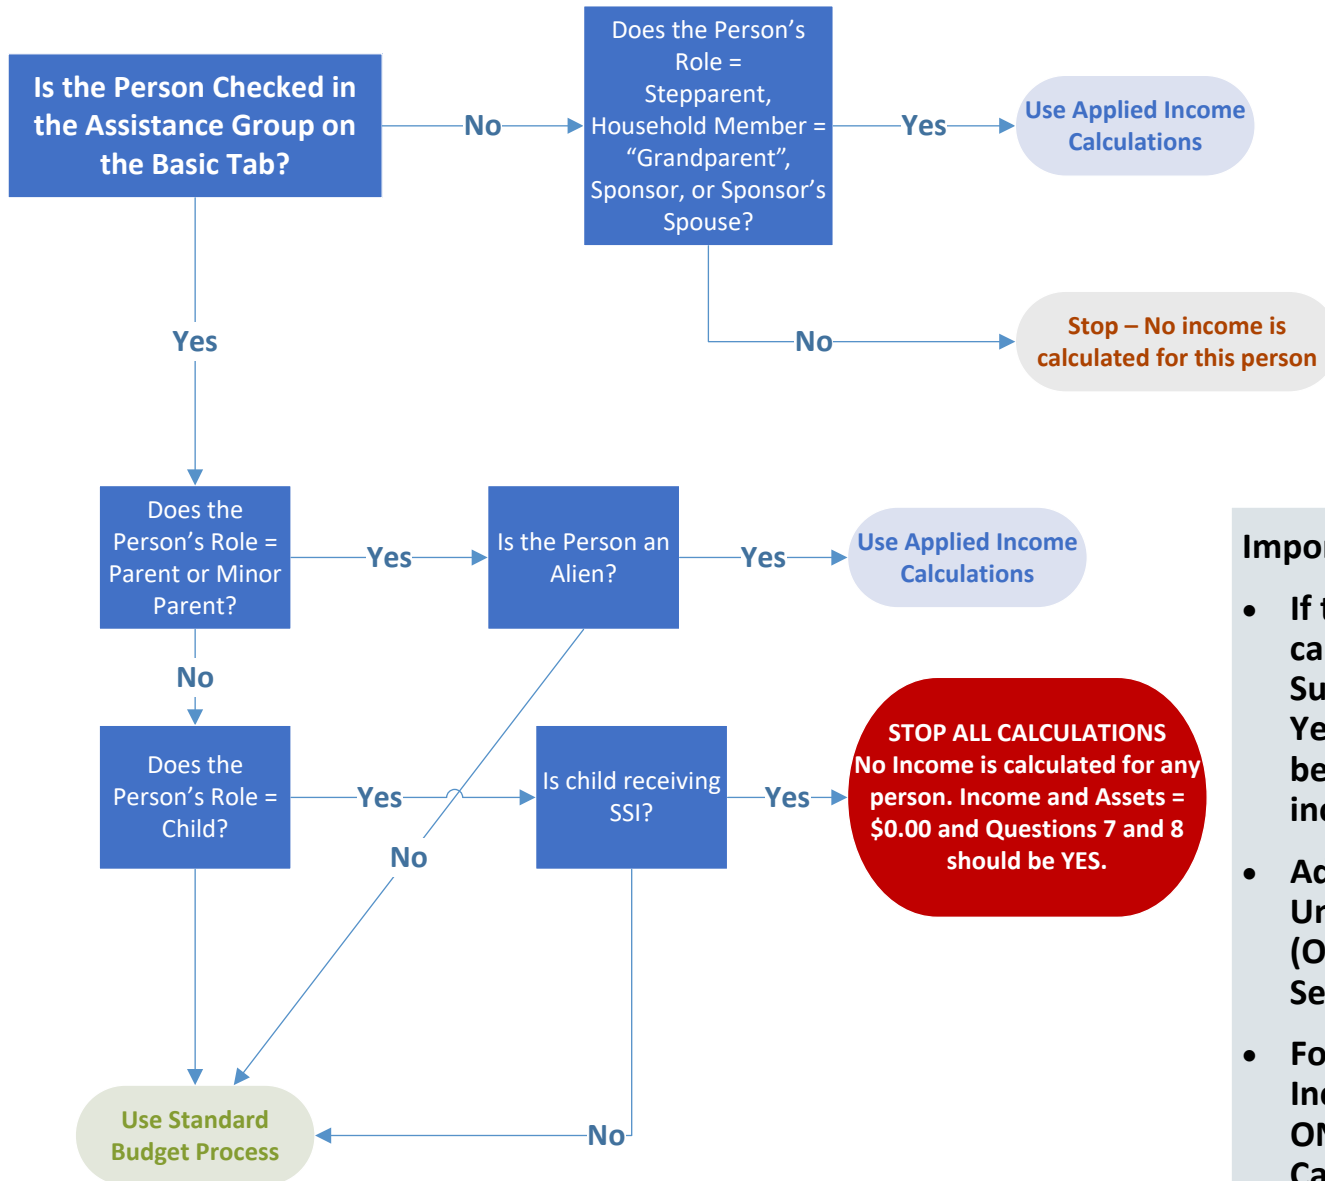 Is the Person Checked in
the Assistance Group on
the Basic Tab?
No
Does the Person's
Role =
Stepparent,
Household Member =
“Grandparent”,
Sponsor, or Sponsor’s
Spouse?
Yes
Use Applied Income
Calculations
No
Stop – No income is
calculated for this person
Yes
Does the
Person’s Role =
Parent or Minor
Parent?
Yes
Is the Person an
Alien?
Yes
Use Applied Income
Calculations
No
No
Does the
Person’s Role =
Child?
Yes
Is child receiving
SSI?
Yes
STOP ALL CALCULATIONS
No Income is calculated for any
person. Income and Assets =
$0.00 and Questions 7 and 8
should be YES.
No
Use Standard
Budget Process
If
Un
(O